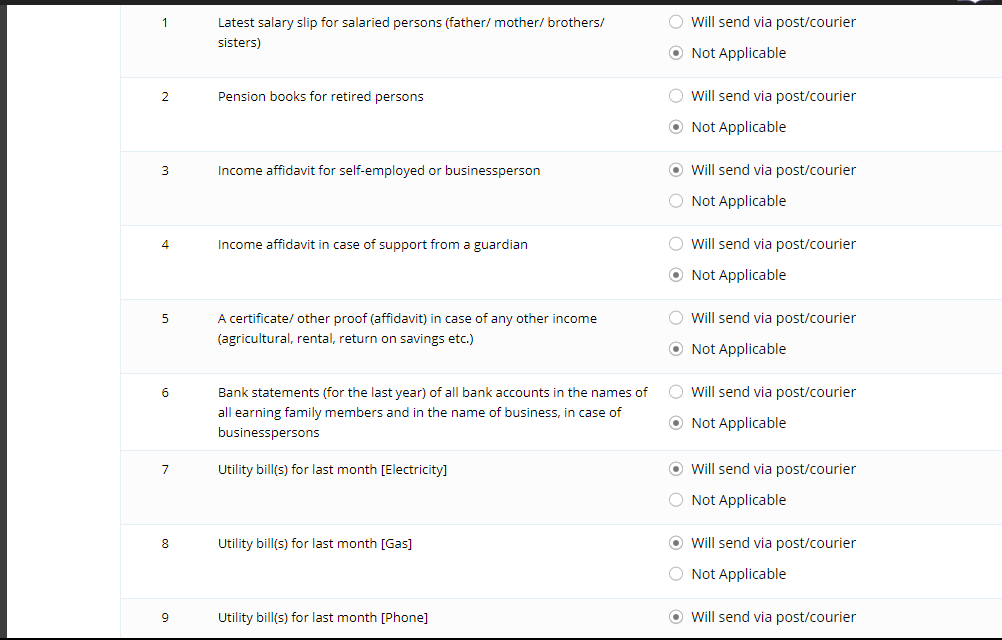 1 Latest salary slip for salaried persons (father/ mother/ brothers/ Will send via post/courier
sisters)
Not Applicable
2 Pension books for retired persons Will send via post/courier
Not Applicable
3 Income affidavit for self-employed or businessperson Will send via post/courier
Not Applicable
4 Income affidavit in case of support from a guardian Will send via post/courier
Not Applicable
5 A certificate/ other proof (affidavit) in case of any other income Will send via post/courier
(agricultural, rental, return on savings etc.)
Not Applicable
6 Bank statements (for the last year) of all bank accounts in the names of Will send via post/courier
all earning family members and in the name of business, in case of
Not Applicable
businesspersons
7 Utility bill(s) for last month [Electricity] Will send via post/courier
Not Applicable
8 Utility bill(s) for last month [Gas] Will send via post/courier
Not Applicable
9 Utility bill(s) for last month [Phone] Will send via post/courier